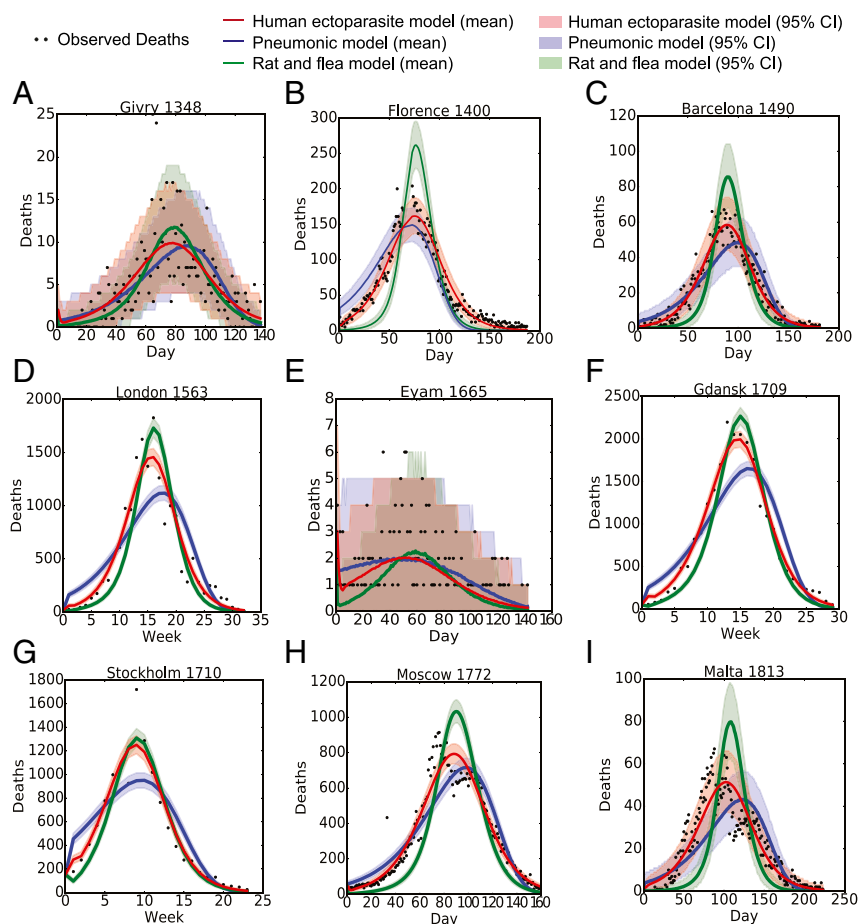 •• Observed Deaths
Human ectoparasite model (mean)
Pneumonic model (mean)
Rat and flea model (mean)
Human ectoparasite model (95% CI)
Pneumonic model (95% CI)
Rat and flea model (95% CI)
A
Givry 1348
25
20
15
10
5
0
Deaths
0 20 40 60 80 100 120 140
Day
B
Florence 1400
300
250
200
150
100
50
0
Deaths
0 50 100 150 200
Day
C
Barcelona 1490
120
100
80
60
40
20
0
Deaths
0 50 100 150 200
Day
D
London 1563
2000
1500
1000
500
0
Deaths
0 5 10 15 20 25 30 35
Week
E
Eyam 1665
8
7
6
5
4
3
2
1
0
Deaths
0 20 40 60 80 100 120 140 160
Day
F
Gdansk 1709
2500
2000
1500
1000
500
0
Deaths
0 5 10 15 20 25 30
Week
G
Stockholm 1710
1800
1600
1400
1200
1000
800
600
400
200
0
Deaths
0 5 10 15 20 25
Week
H
Moscow 1772
1200
1000
800
600
400
200
0
Deaths
0 20 40 60 80 100 120 140 160
Day
I
Malta 1813
100
80
60
40
20
0
Deaths
0 50 100 150 200 250
Day